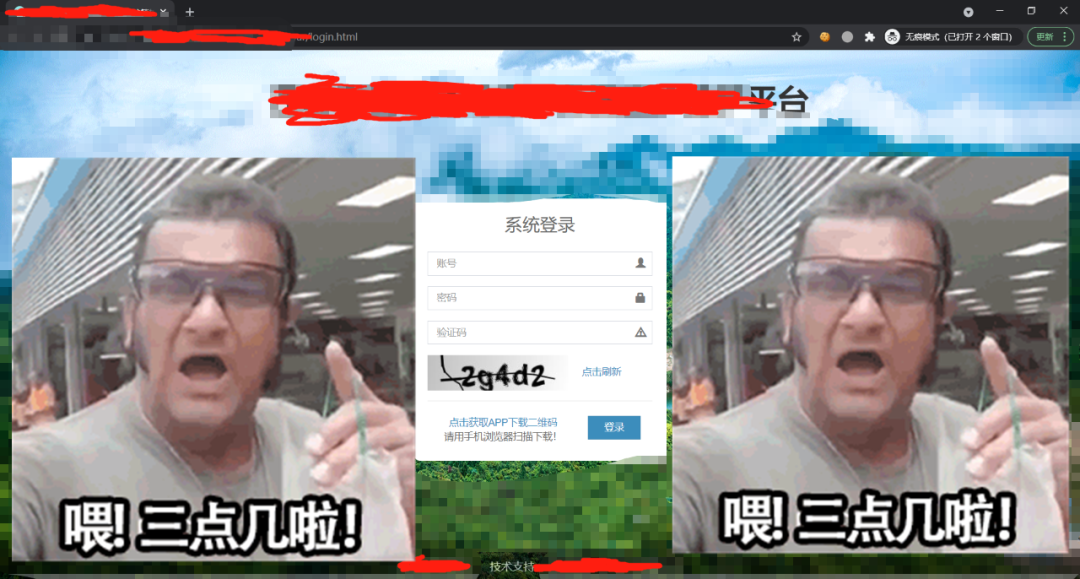 /login.html
无痕模式 (已打开 2 个窗口)
更新
平台
系统登录
账号
密码
验证码
2g4d2
点击刷新
点击获取APP下载二维码
请用手机浏览器扫描下载!
登录
喂! 三点几啦!
喂! 三点几啦!
技术支持